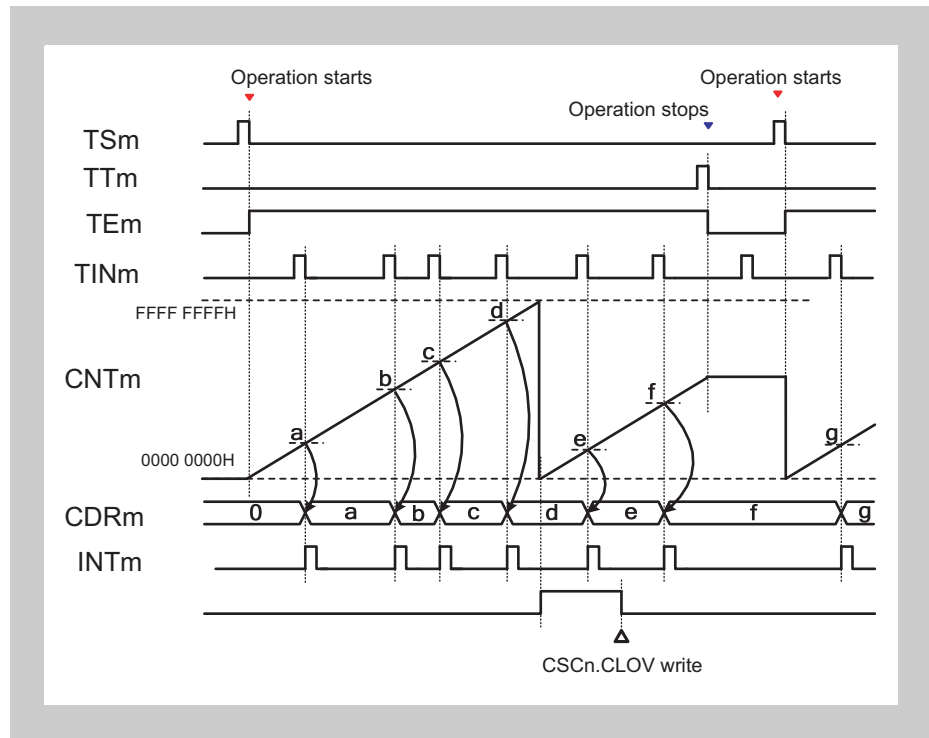 Operation starts
Operation starts
Operation stops
TSm
TTm
TEm
TINm
FFFF FFFFH
d
c
CNTm
b
f
a
e
g
0000 0000H
CDRm
0 a b c d e f g
INTm
CSCn.CLOV write